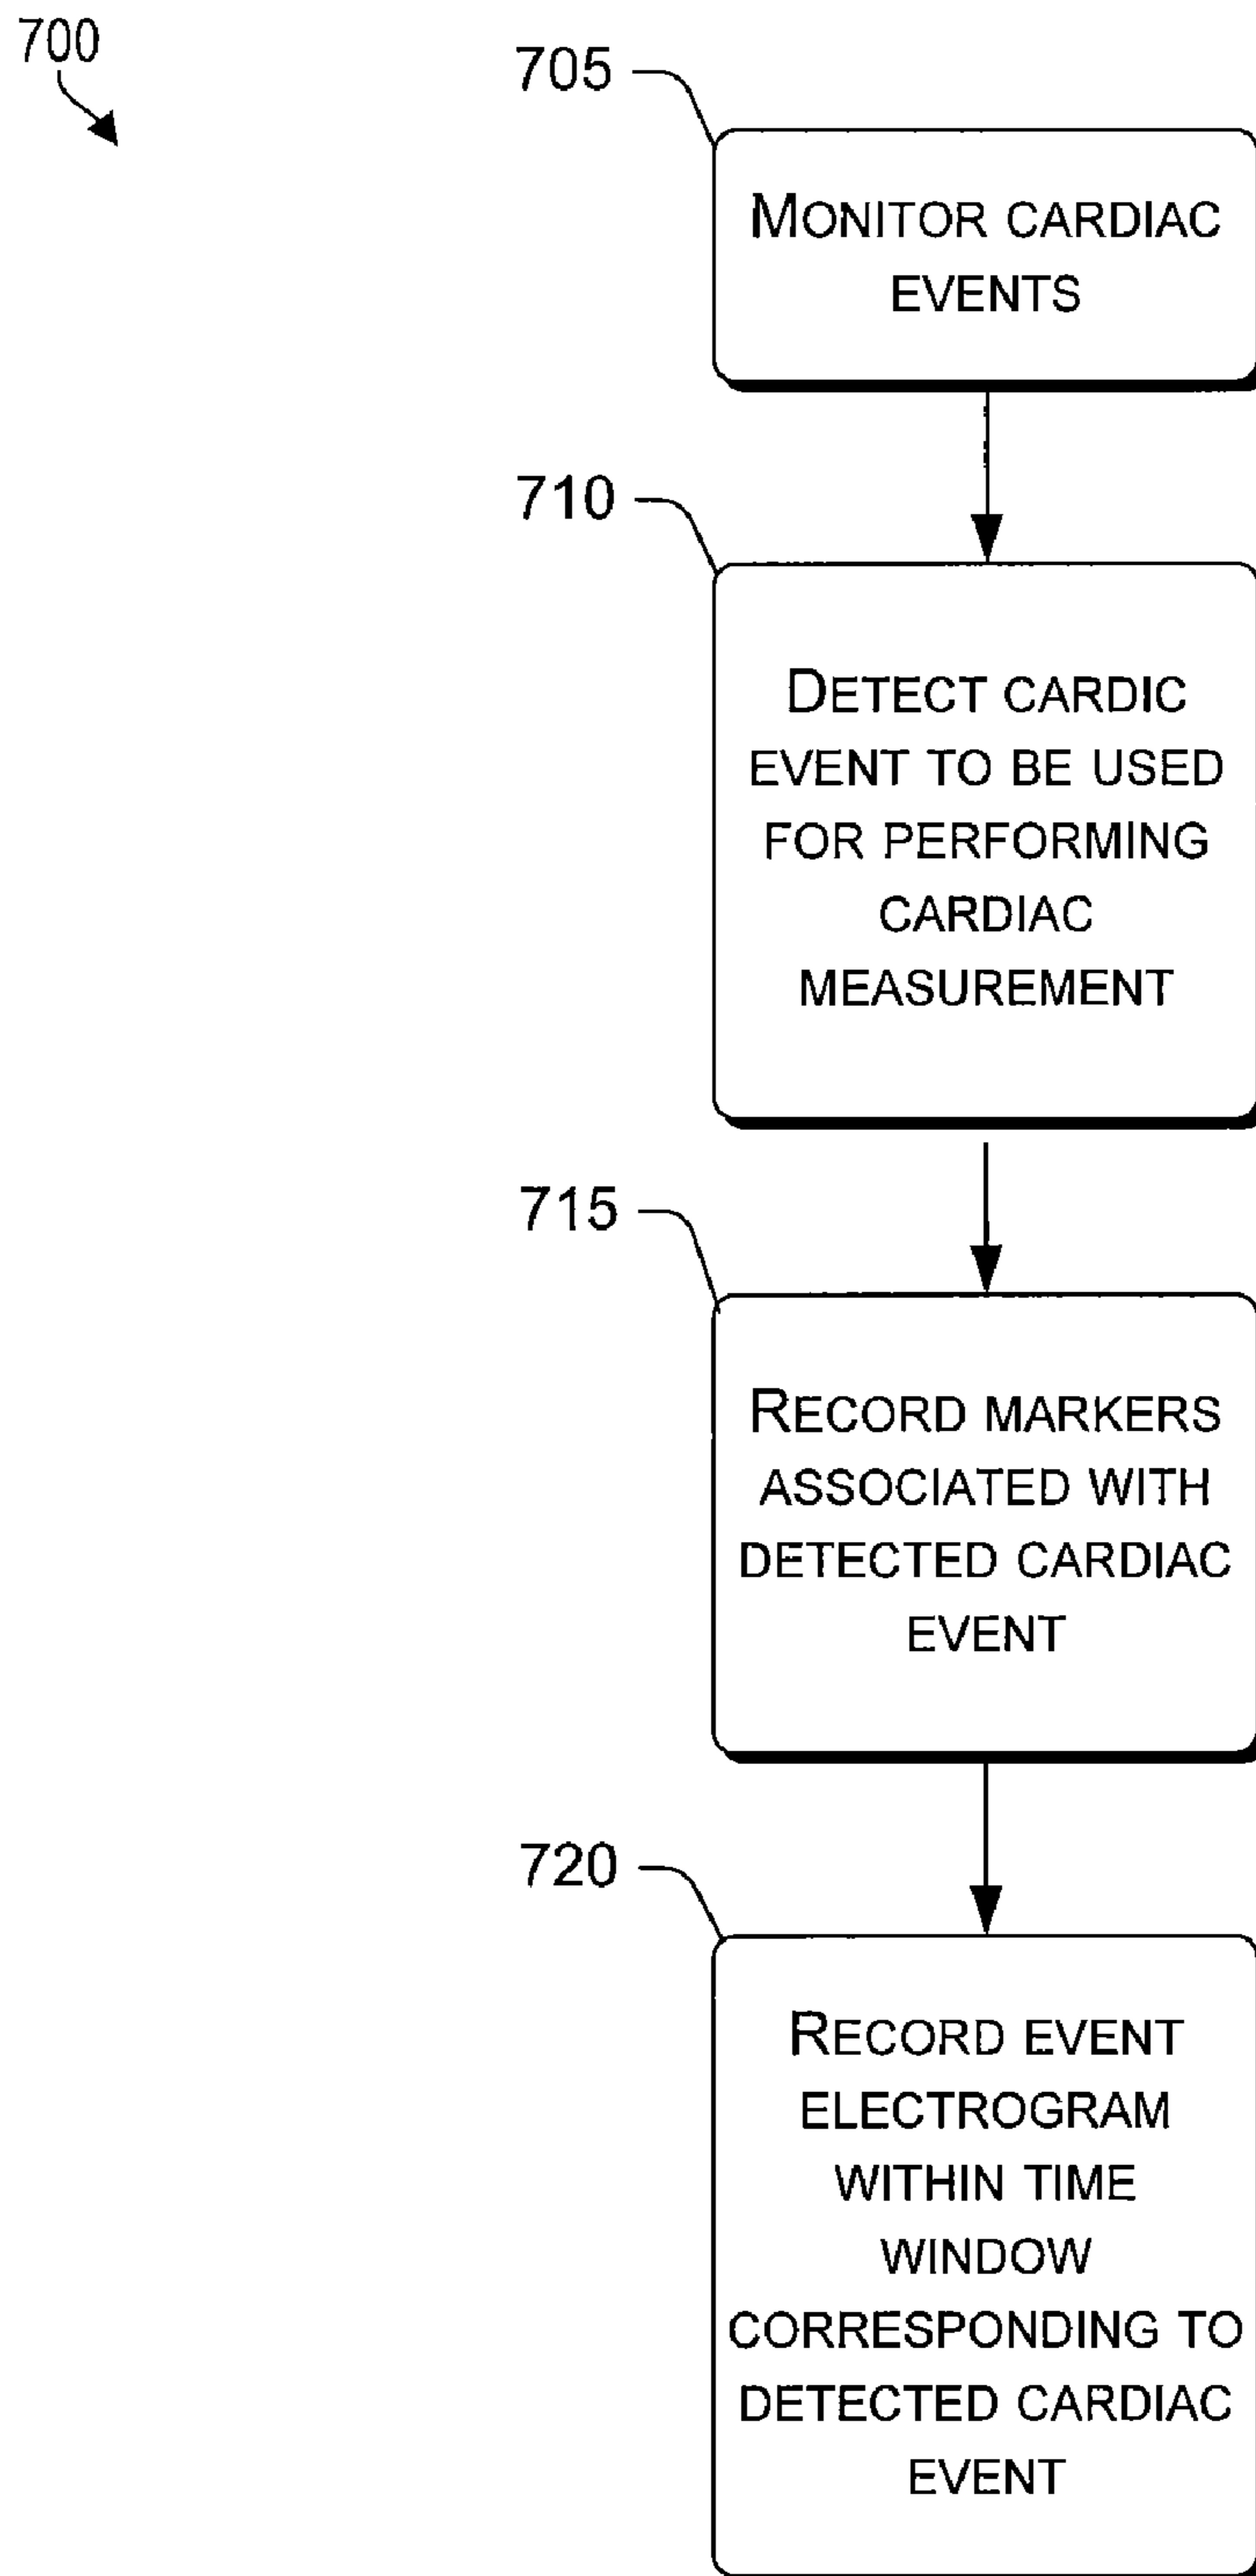 700
705
MONITOR CARDIAC
EVENTS
710
DETECT CARDIC
EVENT TO BE USED
FOR PERFORMING
CARDIAC
MEASUREMENT
715
RECORD MARKERS
ASSOCIATED WITH
DETECTED CARDIAC
EVENT
720
RECORD EVENT
ELECTROGRAM
WITHIN TIME
WINDOW
CORRESPONDING TO
DETECTED CARDIAC
EVENT